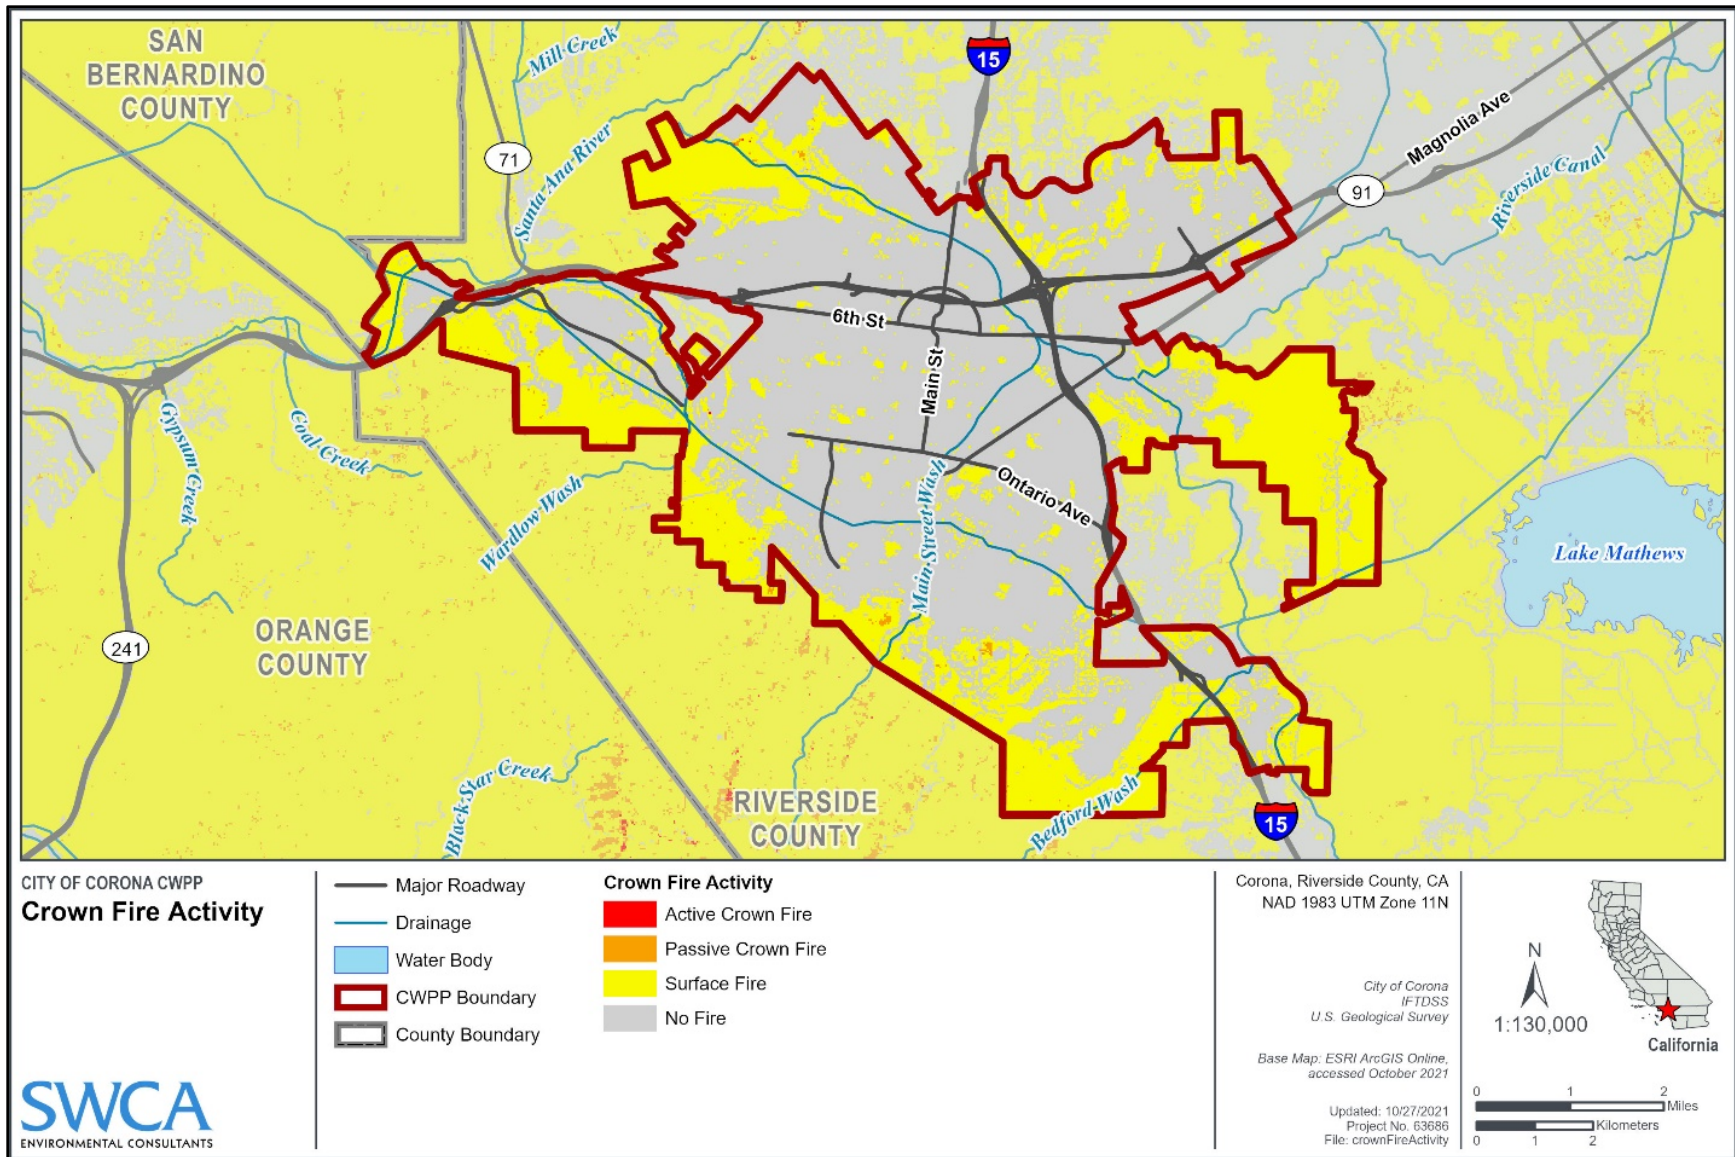 SAN
BERNARDINO
COUNTY
Mill Creek
15
71
Santa Ana River
Magnolia Ave
91
Riverside Canal
6th St
Main St
Gypsum Creek
Coal Creek
Wardlow Wash
Main Street Wash
Ontario Ave
Lake Mathews
241
ORANGE
COUNTY
Black Star Creek
RIVERSIDE
COUNTY
Bedford Wash
15
CITY OF CORONA CWPP
Crown Fire Activity
SWCA
ENVIRONMENTAL CONSULTANTS
Major Roadway
Drainage
Water Body
CWPP Boundary
County Boundary
Crown Fire Activity
Active Crown Fire
Passive Crown Fire
Surface Fire
No Fire
Corona, Riverside County, CA
NAD 1983 UTM Zone 11N
City of Corona
IFTDSS
U.S. Geological Survey
Base Map: ESRI ArcGIS Online,
accessed October 2021
Updated: 10/27/2021
Project No. 63686
File: crownFireActivity
N
1:130,000
California
0 1 2
Miles
Kilometers
0 1 2